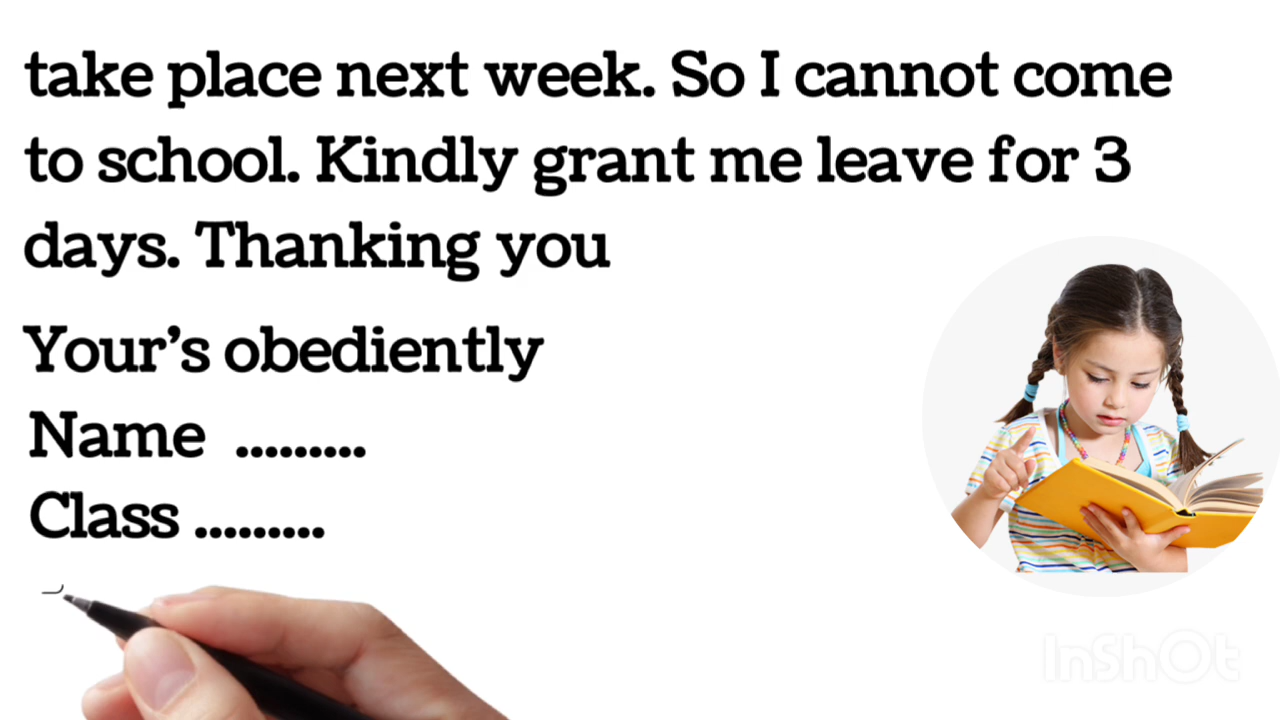 take place next week. So I cannot come
to school. Kindly grant me leave for 3
days. Thanking you
Your’s obediently
Name .........
Class .........
InShOt